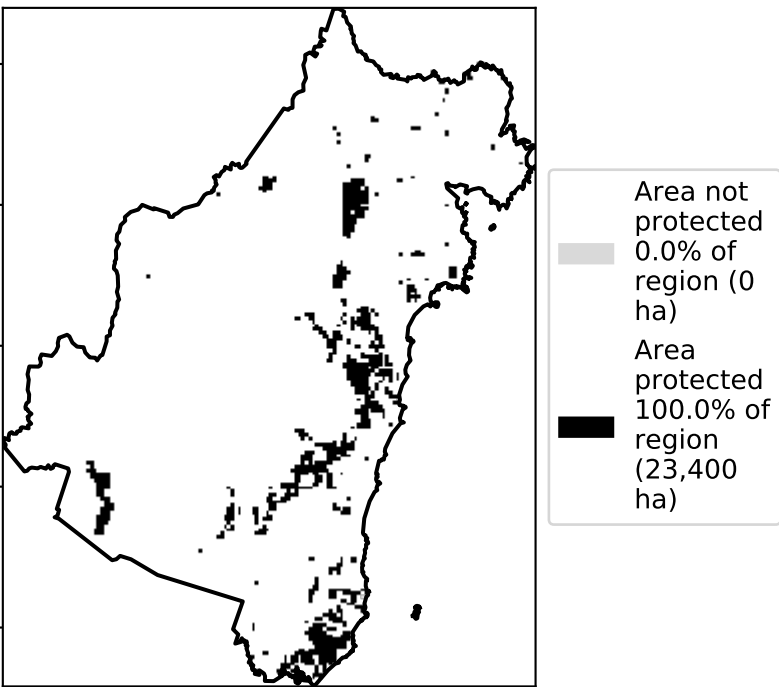 Area not
protected
0.0% of
region (0
ha)
Area
protected
100.0% of
region
(23,400
ha)